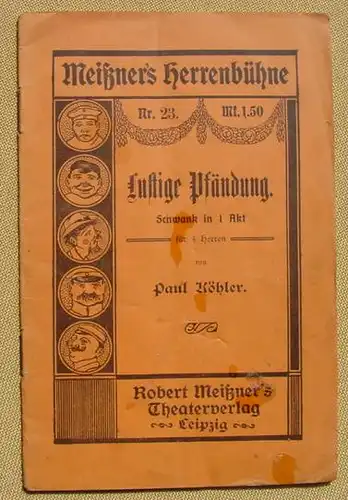 Meißner's Herrenbühne
Nr. 23. Mk. 1,50
Lustige Pfändung.
Schwank in 1 Akt
für 4 Herren
von
Paul Köhler.
Robert Meißner's
Theaterverlag
Leipzig